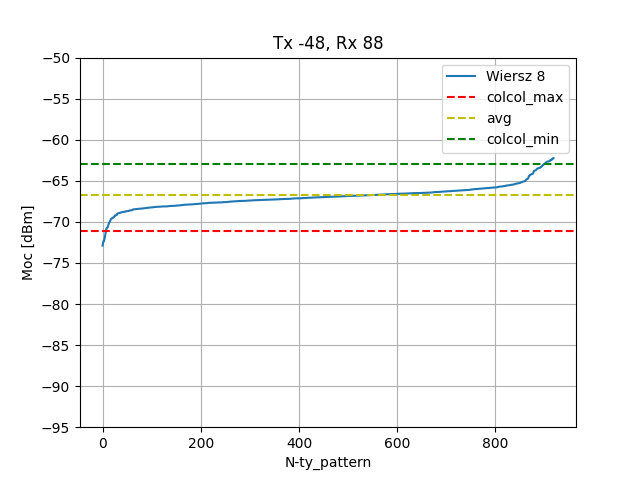 Tx -48, Rx 88
Moc [dBm]
−50
−55
−60
−65
−70
−75
−80
−85
−90
−95
Wiersz 8
colcol_max
avg
colcol_min
0 200 400 600 800
N-ty_pattern